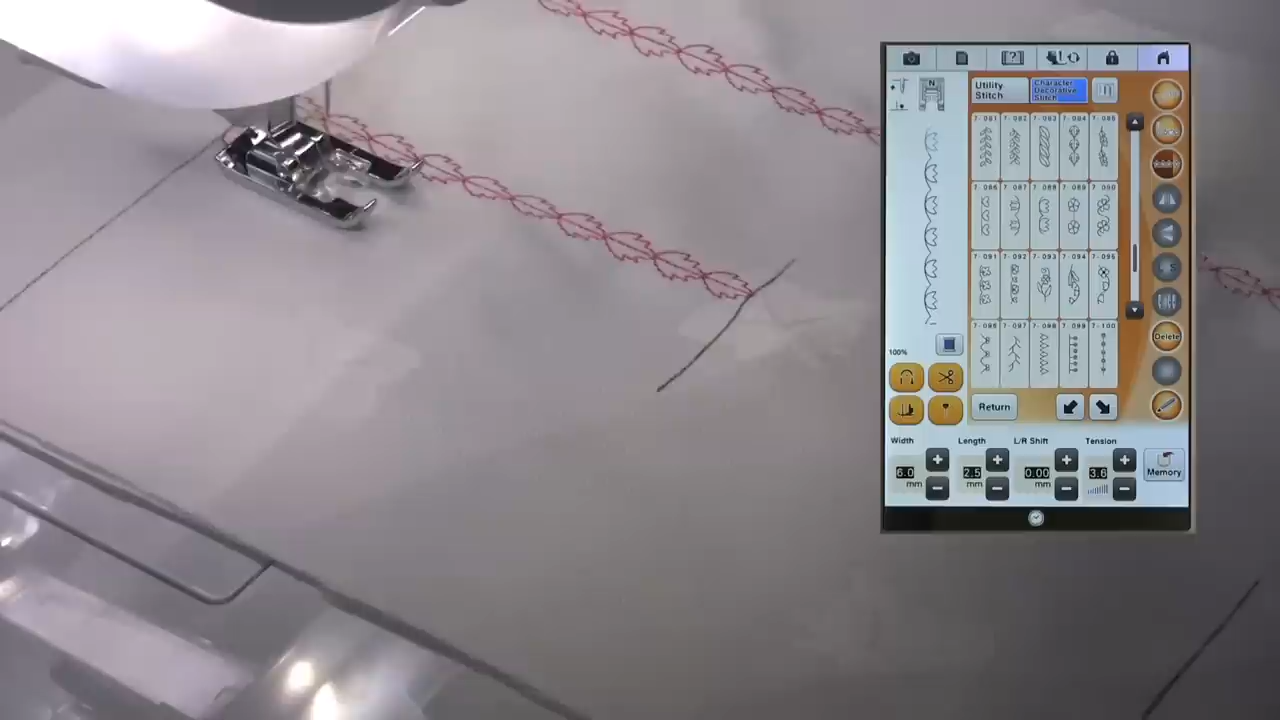 N
Utility
Stitch
Character
Decorative
Stitch
7-081 7-082 7-083 7-084 7-085
7-086 7-087 7-088 7-089 7-090
7-091 7-092 7-093 7-094 7-095
7-096 7-097 7-098 7-099 7-100
L S
Delete
100%
Return
Width Length L/R Shift Tension
6.0 2.5 0.00 3.6
mm mm mm
Memory